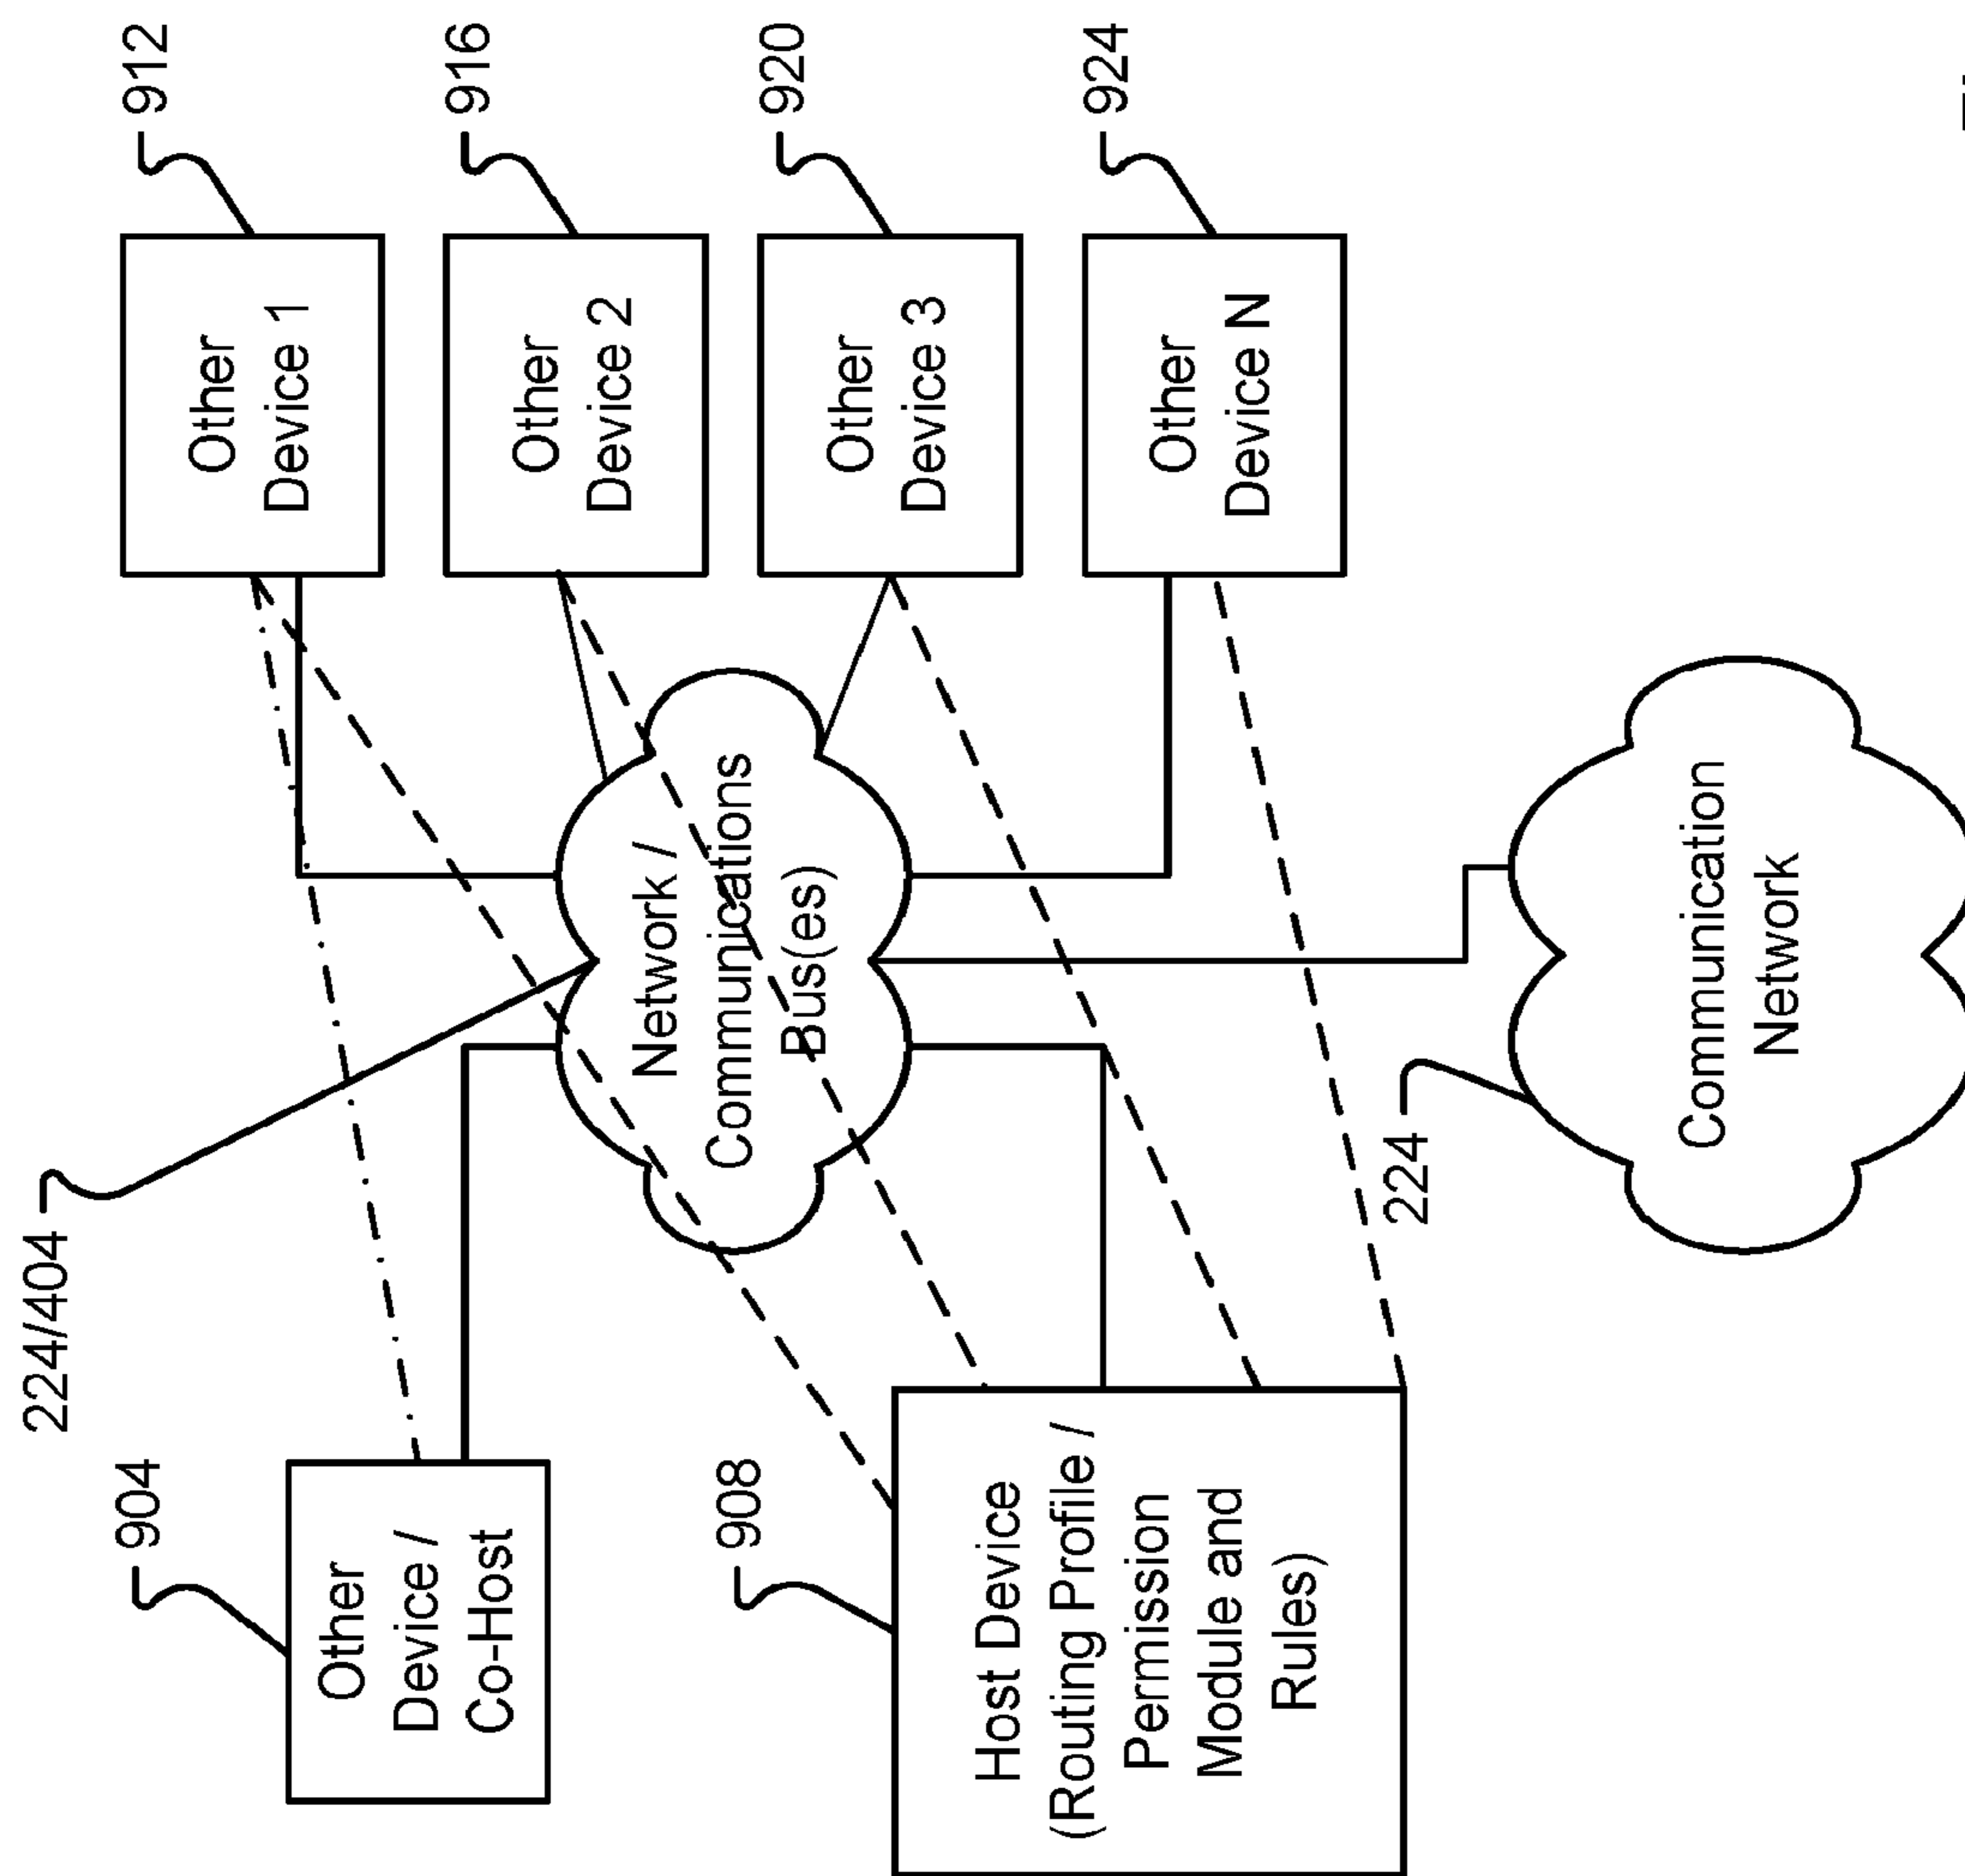 224/404
904
Other
Device /
Co-Host
908
Host Device
(Routing Profile /
Permission
Module and
Rules)
Network /
Communications
Bus(es)
224
Communication
Network
912
Other
Device 1
916
Other
Device 2
920
Other
Device 3
924
Other
Device N